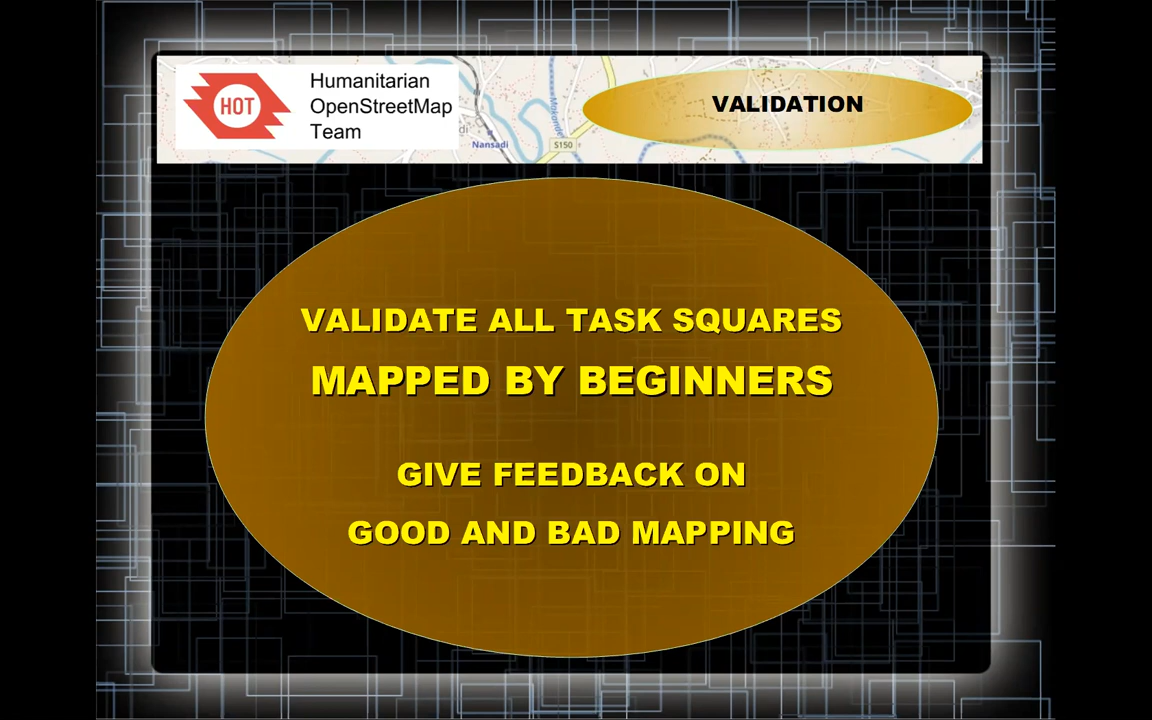 HOT
Humanitarian
OpenStreetMap
Team
VALIDATION
Nansadi
S150
VALIDATE ALL TASK SQUARES
MAPPED BY BEGINNERS
GIVE FEEDBACK ON
GOOD AND BAD MAPPING